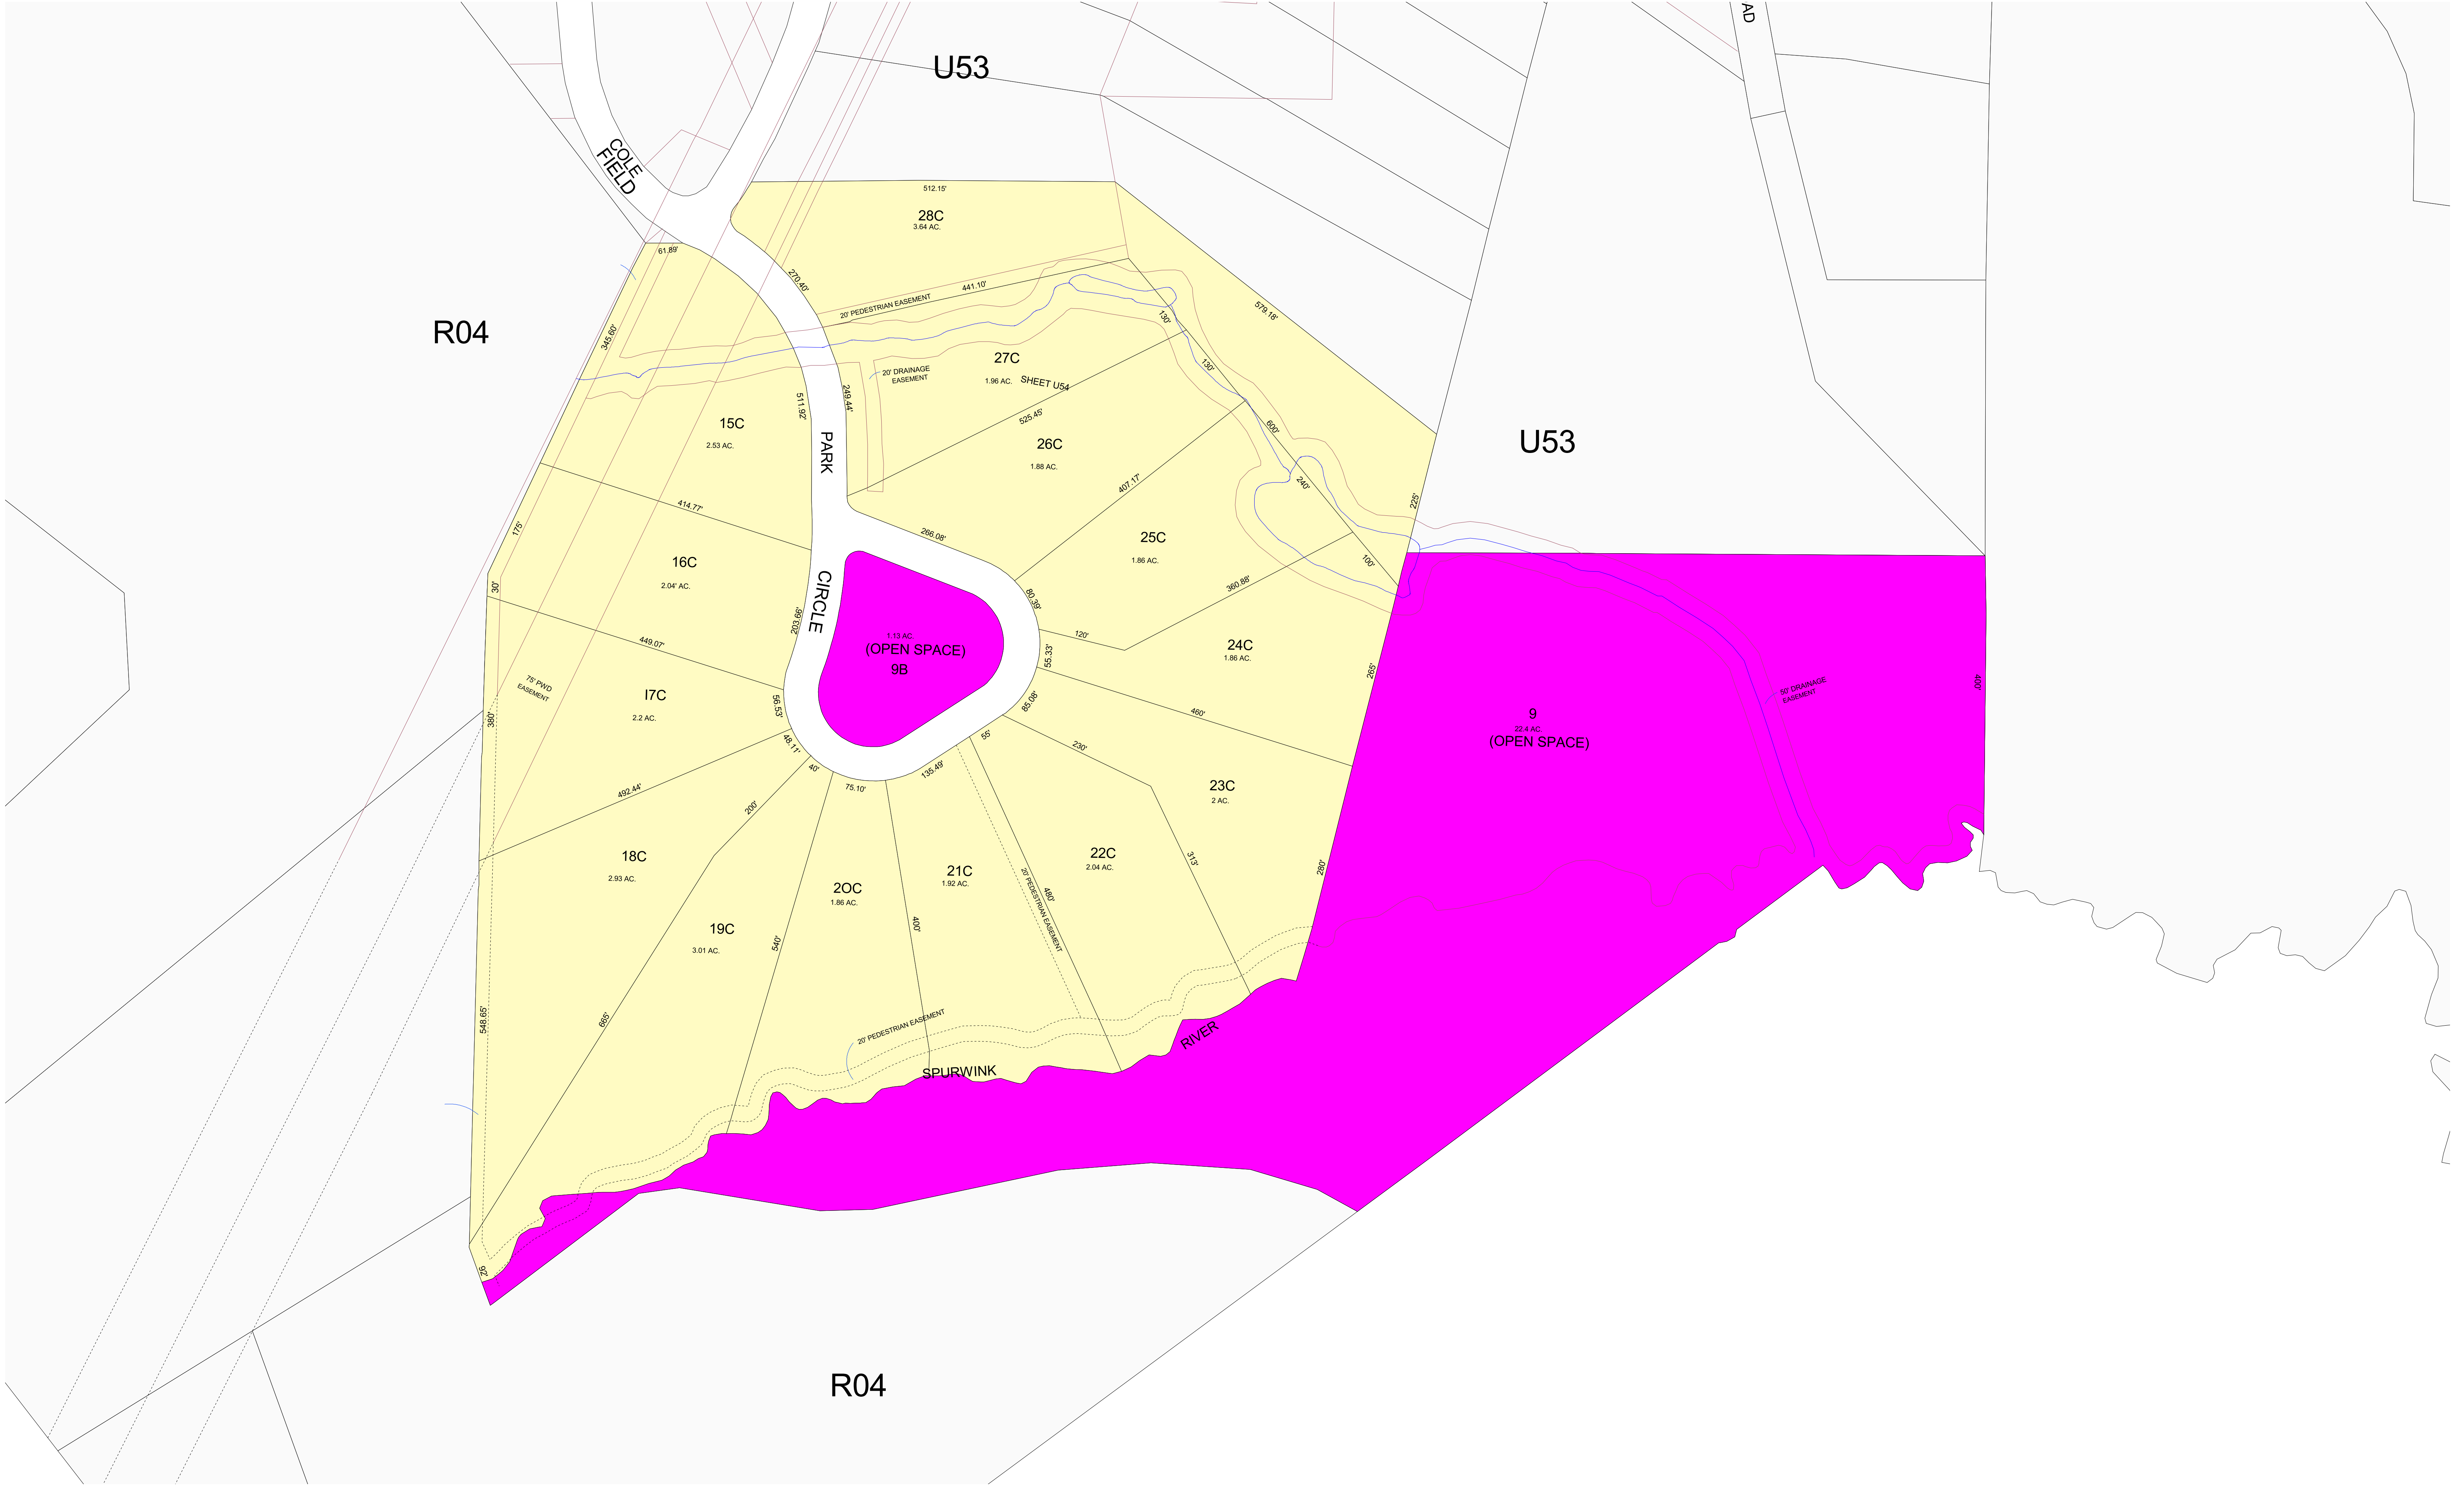 AD
U53
COLE
FIELD
512.15'
28C
3.64 AC.
61.89'
270.40'
441.10'
20' PEDESTRIAN EASEMENT
579.18'
R04
345.60'
130'
130'
27C
1.96 AC.
SHEET U54
20' DRAINAGE
EASEMENT
249.44'
511.92'
525.45'
15C
2.53 AC.
PARK
26C
1.88 AC.
600'
U53
240'
407.17'
225'
414.77'
175'
266.08'
25C
1.86 AC.
100'
16C
2.04' AC.
30'
CIRCLE
360.88'
80.39'
203.66'
120'
1.13 AC.
(OPEN SPACE)
9B
449.07'
55.33'
24C
1.86 AC.
265'
75' PWD
EASEMENT
I7C
2.2 AC.
56.53'
85.08'
400'
50' DRAINAGE
EASEMENT
380'
460'
9
22.4 AC.
(OPEN SPACE)
48.11'
55'
230'
40'
135.49'
75.10'
492.44'
200'
23C
2 AC.
18C
2.93 AC.
22C
2.04 AC.
313'
280'
21C
1.92 AC.
2OC
1.86 AC.
20' PEDESTRIAN EASEMENT
480'
19C
3.01 AC.
400'
540'
548.65'
665'
20' PEDESTRIAN EASEMENT
RIVER
SPURWINK
92'
R04